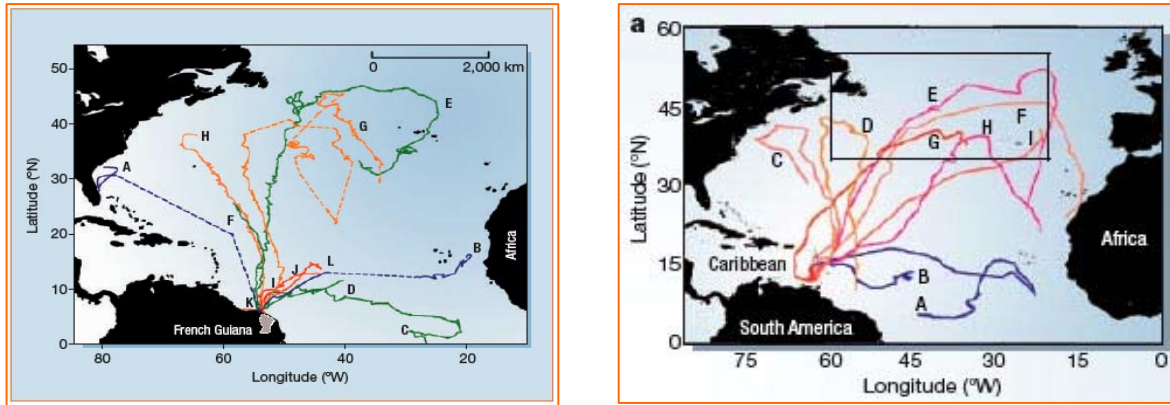 50
40
30
20
10
0
80
60
40
20
Latitude (°N)
Longitude (°W)
0
2,000 km
A
H
F
G
E
B
Africa
L
J
I
K
D
C
French Guiana
a
60
45
30
15
0
75
60
45
30
15
0
Latitude (°N)
Longitude (°W)
E
D
F
C
G
H
I
Caribbean
B
A
Africa
South America